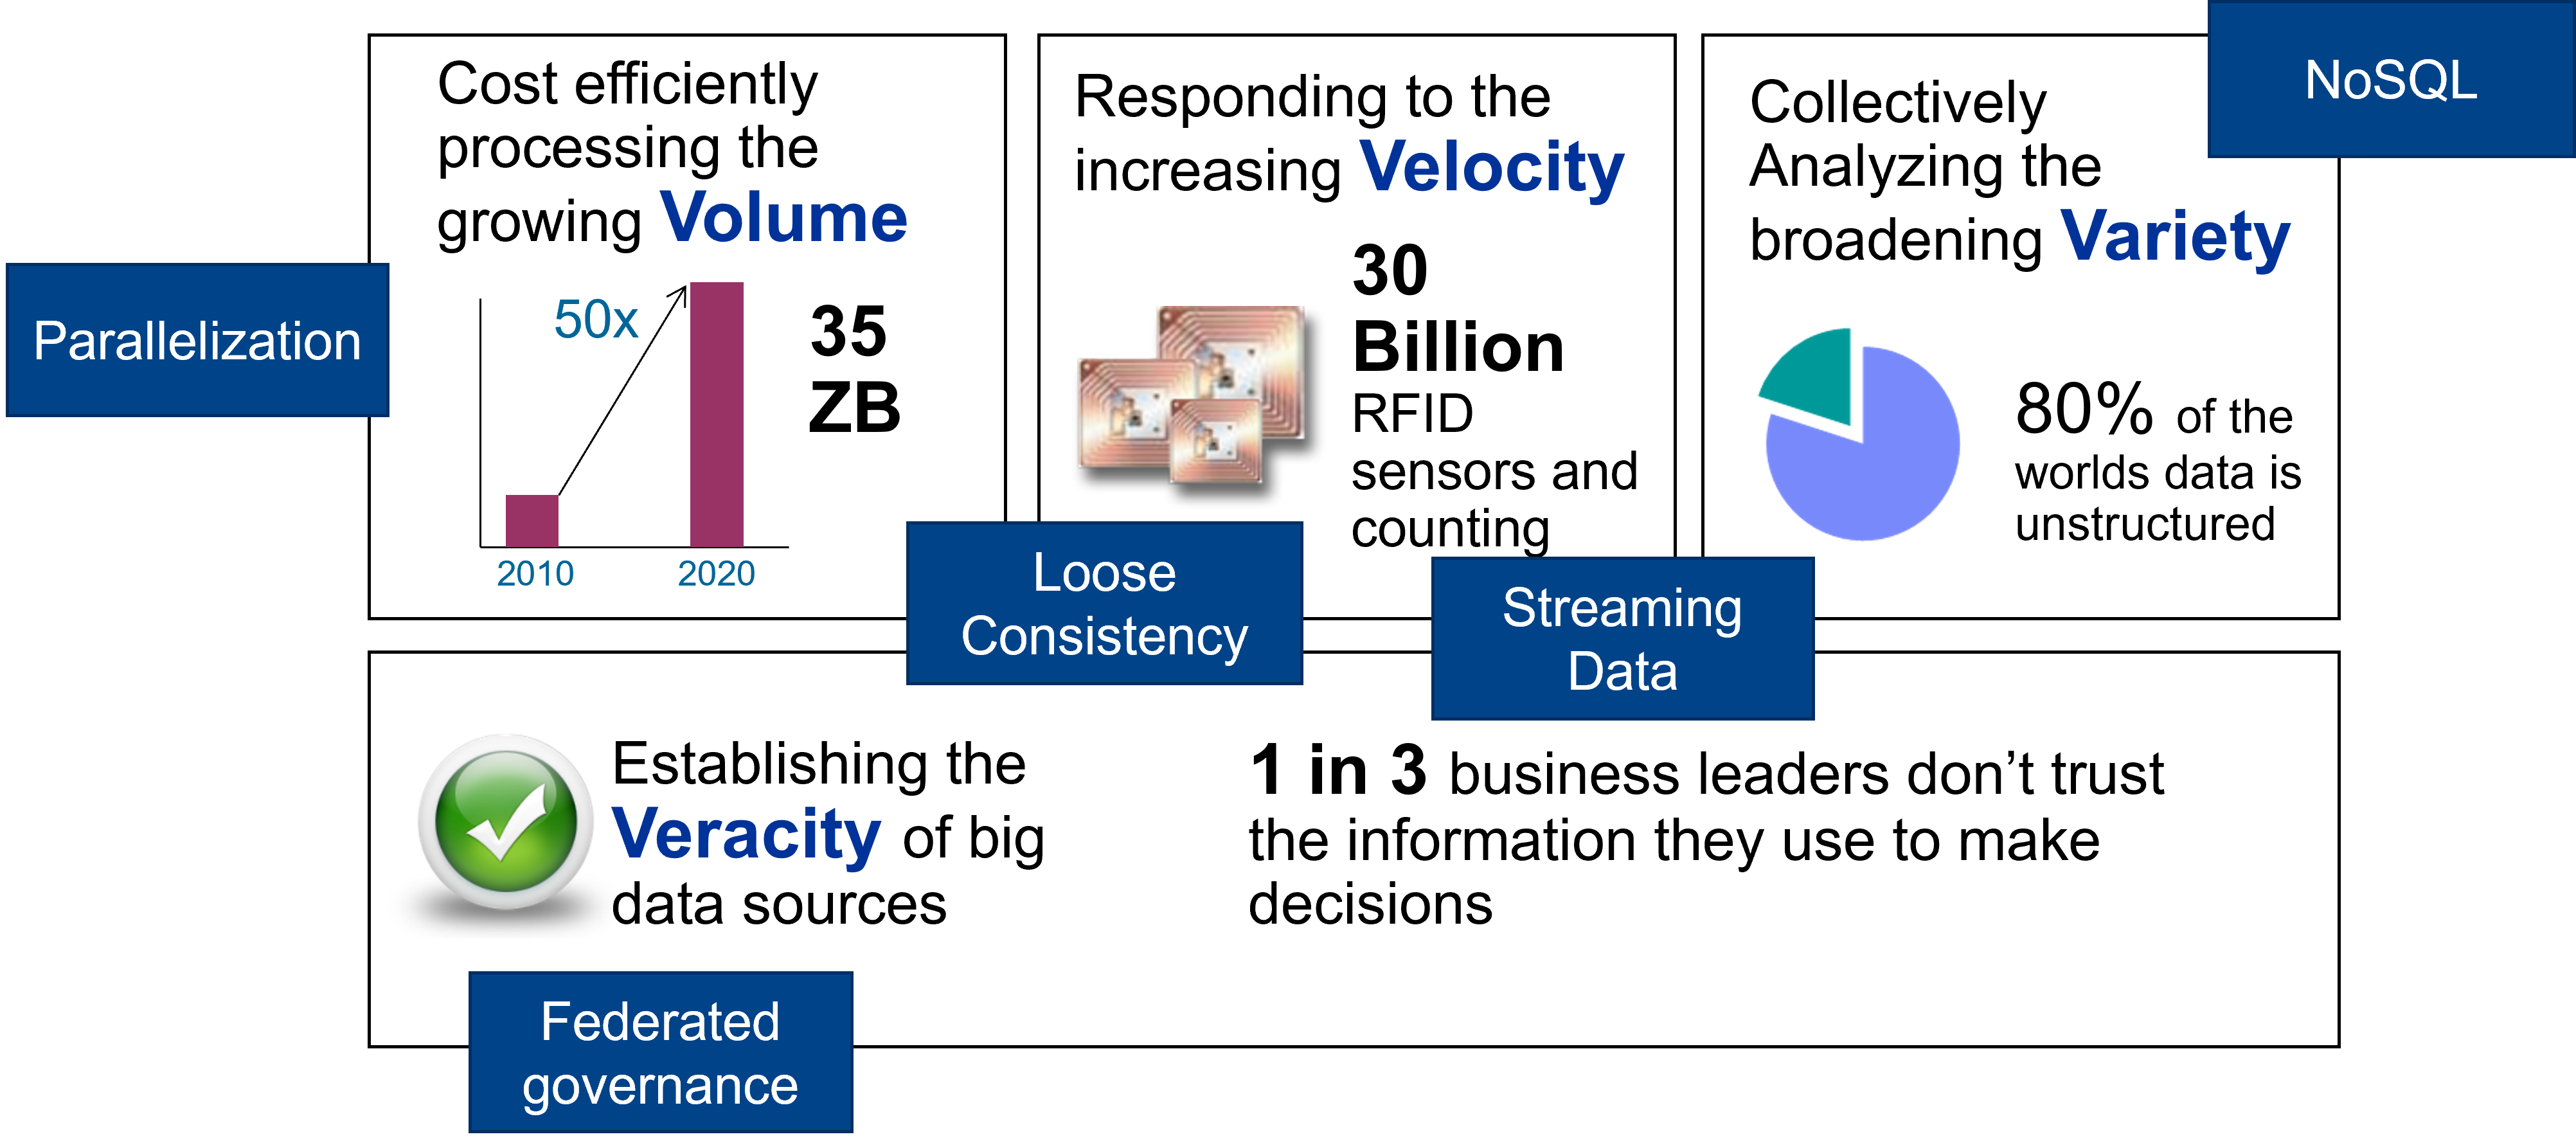 NoSQL
Cost efficiently
processing the
growing Volume
50x
35
ZB
2010
2020
Parallelization
Responding to the
increasing Velocity
30
Billion
RFID
sensors and
counting
Collectively
Analyzing the
broadening Variety
80% of the
worlds data is
unstructured
Loose
Consistency
Streaming
Data
Establishing the
Veracity of big
data sources
1 in 3 business leaders don’t trust
the information they use to make
decisions
Federated
governance